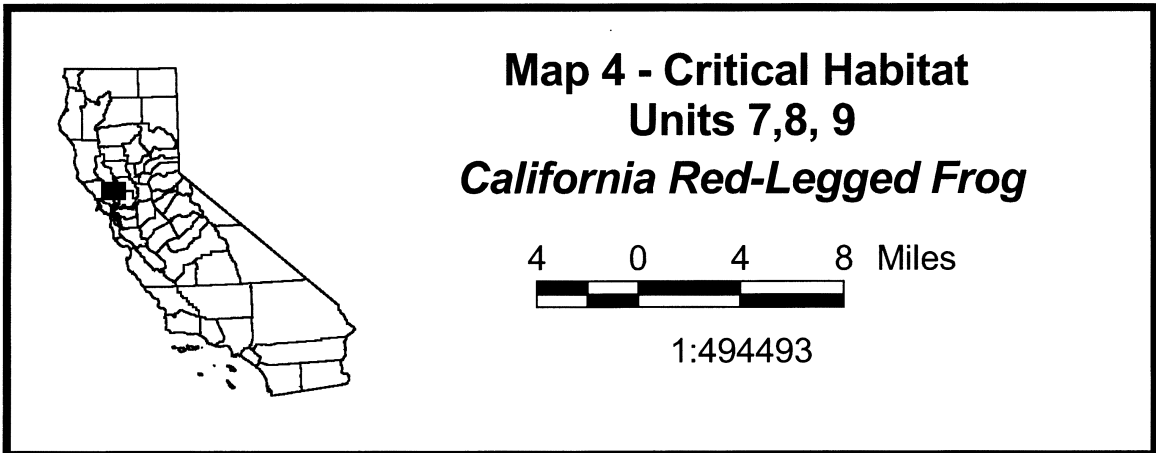 Map 4 - Critical Habitat
Units 7,8, 9
California Red-Legged Frog
4 0 4 8 Miles
1:494493